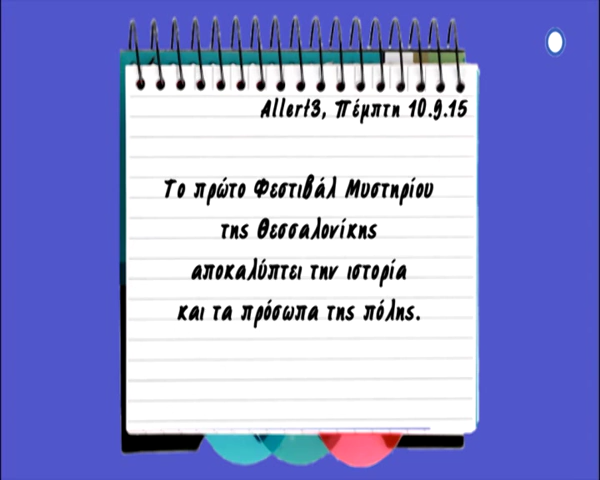 Allert3, Πέμπτη 10.9.15
Το πρώτο Φεστιβάλ Μυστηρίου
της Θεσσαλονίκης
αποκαλύπτει την ιστορία
και τα πρόσωπα της πόλης.